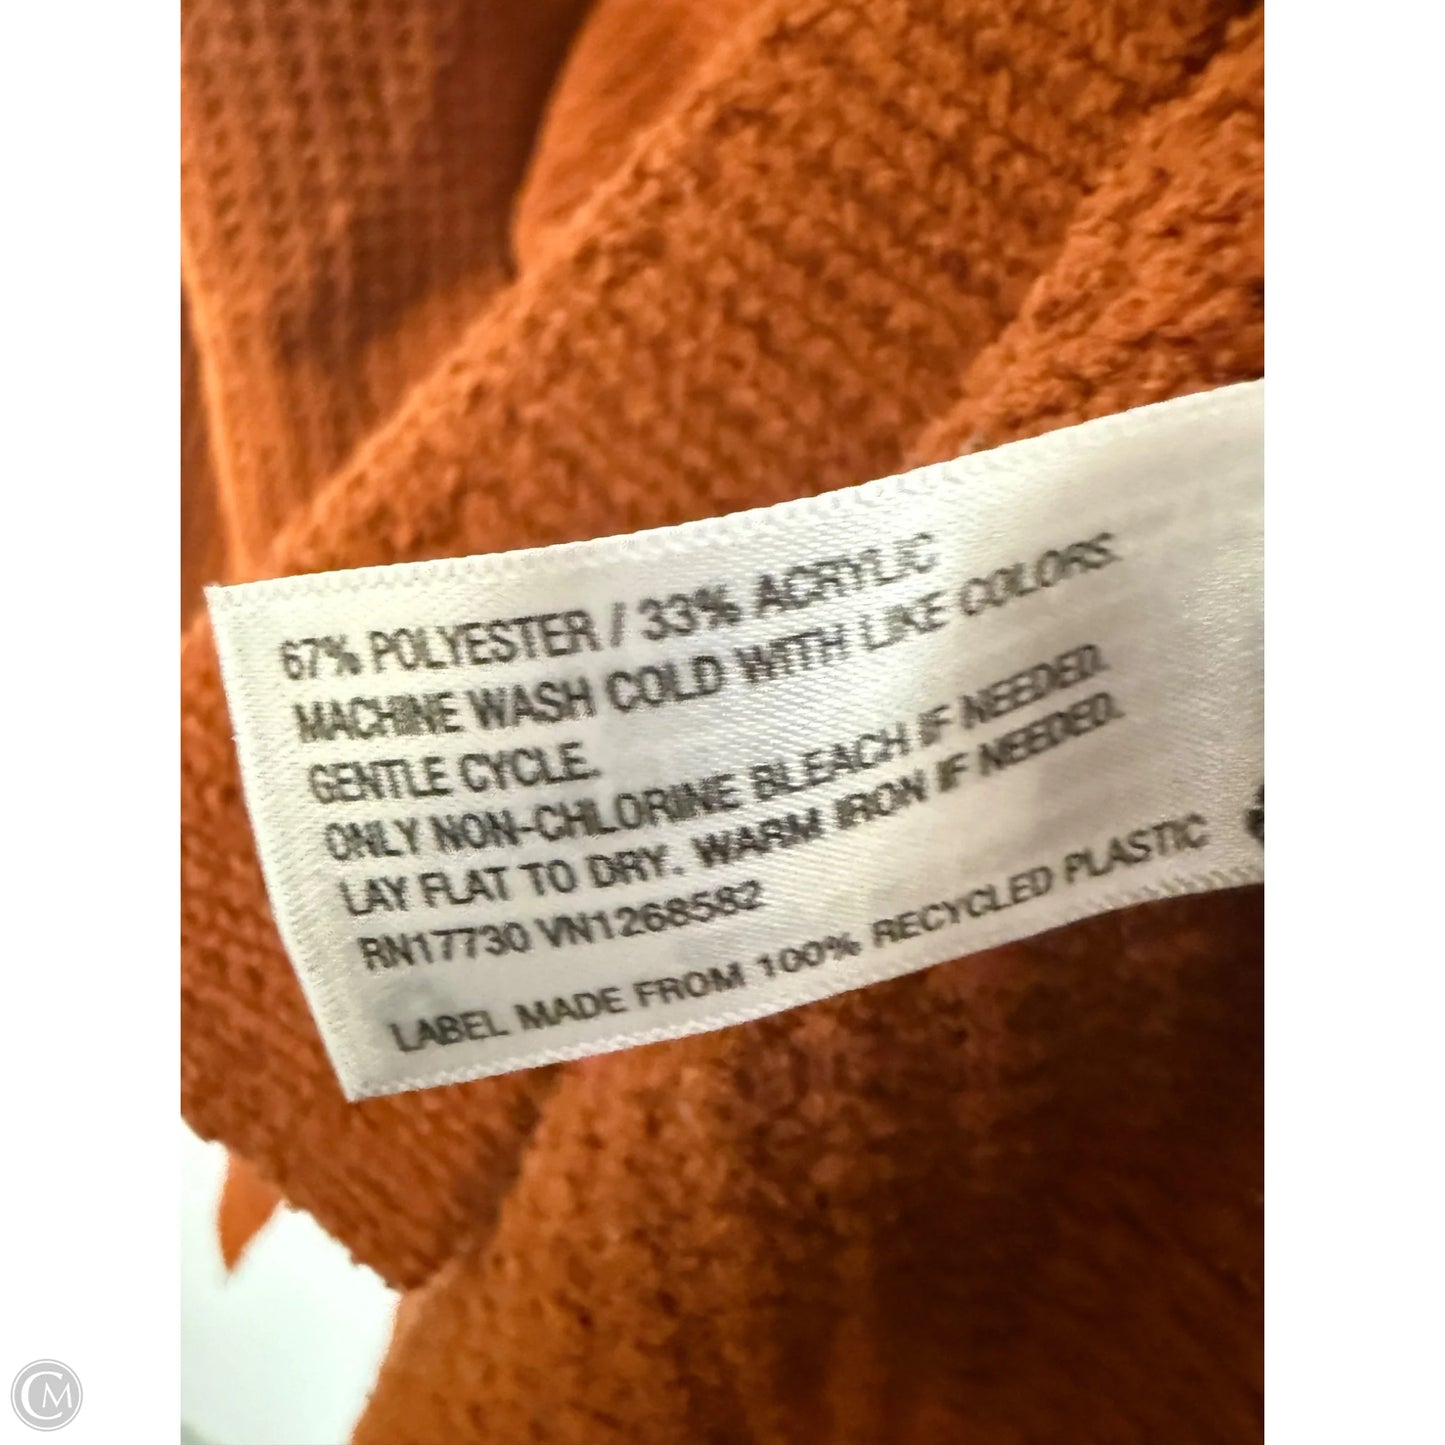 67% POLYESTER / 33% ACRYLIC
MACHINE WASH COLD WITH LIKE COLORS.
GENTLE CYCLE.
ONLY NON-CHLORINE BLEACH IF NEEDED.
LAY FLAT TO DRY. WARM IRON IF NEEDED.
RN17730 VN1268582
LABEL MADE FROM 100% RECYCLED PLASTIC
CM